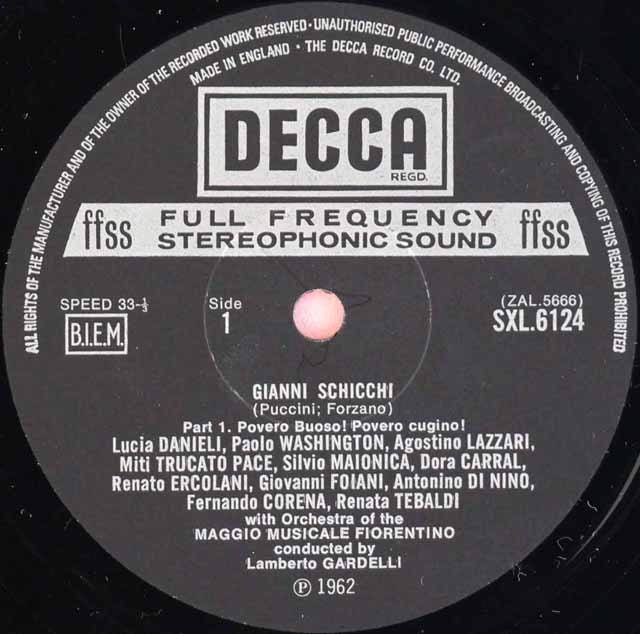 ALL RIGHTS OF THE MANUFACTURER AND OF THE OWNER OF THE RECORDED WORK RESERVED · UNAUTHORISED PUBLIC PERFORMANCE BROADCASTING AND COPYING OF THIS RECORD PROHIBITED
MADE IN ENGLAND · THE DECCA RECORD CO. LTD.
DECCA
REGD.
ffss FULL FREQUENCY ffss
STEREOPHONIC SOUND
SPEED 33-⅓
B.I.E.M.
Side
1
(ZAL.5666)
SXL.6124
GIANNI SCHICCHI
(Puccini; Forzano)
Part 1. Povero Buoso! Povero cugino!
Lucia DANIELI, Paolo WASHINGTON, Agostino LAZZARI,
Miti TRUCATO PACE, Silvio MAIONICA, Dora CARRAL,
Renato ERCOLANI, Giovanni FOIANI, Antonino DI NINO,
Fernando CORENA, Renata TEBALDI
with Orchestra of the
MAGGIO MUSICALE FIORENTINO
conducted by
Lamberto GARDELLI
℗ 1962